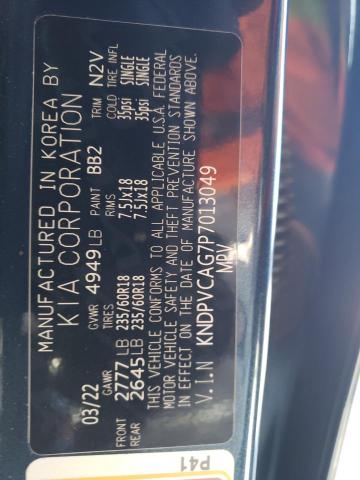 MANUFACTURED IN KOREA BY
KIA CORPORATION
03/22 GVWR 4949LB PAINT BB2 TRIM N2V
GAWR TIRES COLD TIRE INFL
FRONT 2777 LB 235/60R18 7.5Jx18 35psi SINGLE
REAR 2645LB 235/60R18 7.5Jx18 35psi SINGLE
THIS VEHICLE CONFORMS TO ALL APPLICABLE U.S.A. FEDERAL
MOTOR VEHICLE SAFETY AND THEFT PREVENTION STANDARDS
IN EFFECT ON THE DATE OF MANUFACTURE SHOWN ABOVE.
V.I.N KNDPVCAG7P7013049
MPV
P41